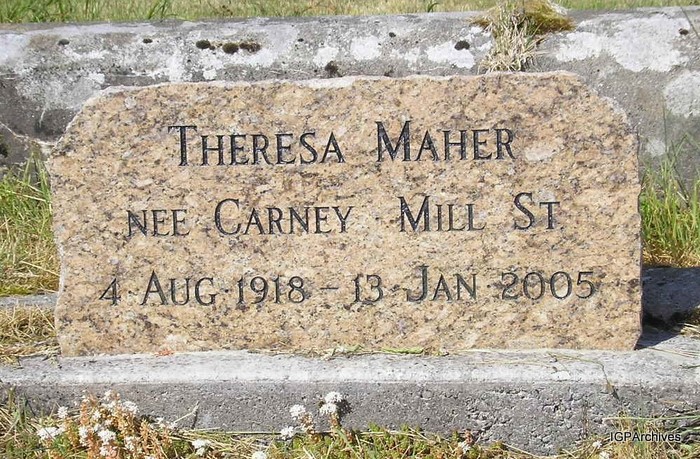 Theresa Maher
nee Carney Mill St.
4 Aug 1918 – 13 Jan 2005
IGPArchives